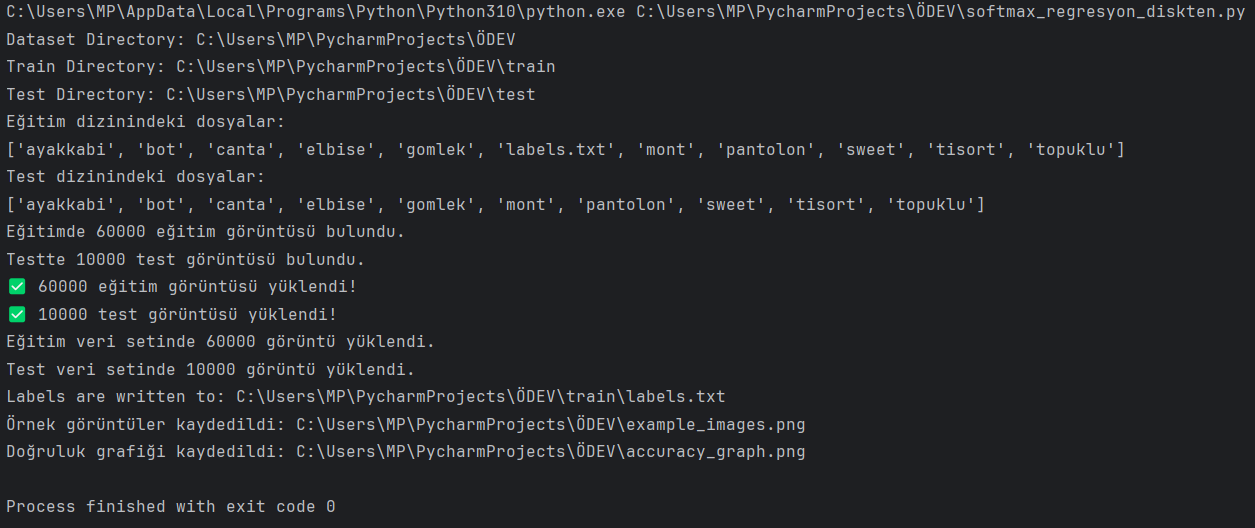 C:\Users\MP\AppData\Local\Programs\Python\Python310\python.exe C:\Users\MP\PycharmProjects\ÖDEV\softmax_regresyon_diskten.py
Dataset Directory: C:\Users\MP\PycharmProjects\ÖDEV
Train Directory: C:\Users\MP\PycharmProjects\ÖDEV\train
Test Directory: C:\Users\MP\PycharmProjects\ÖDEV\test
Eğitim dizinindeki dosyalar:
['ayakkabi', 'bot', 'canta', 'elbise', 'gomlek', 'labels.txt', 'mont', 'pantolon', 'sweet', 'tisort', 'topuklu']
Test dizinindeki dosyalar:
['ayakkabi', 'bot', 'canta', 'elbise', 'gomlek', 'mont', 'pantolon', 'sweet', 'tisort', 'topuklu']
Eğitimde 60000 eğitim görüntüsü bulundu.
Testte 10000 test görüntüsü bulundu.
✅ 60000 eğitim görüntüsü yüklendi!
✅ 10000 test görüntüsü yüklendi!
Eğitim veri setinde 60000 görüntü yüklendi.
Test veri setinde 10000 görüntü yüklendi.
Labels are written to: C:\Users\MP\PycharmProjects\ÖDEV\train\labels.txt
Örnek görüntüler kaydedildi: C:\Users\MP\PycharmProjects\ÖDEV\example_images.png
Doğruluk grafiği kaydedildi: C:\Users\MP\PycharmProjects\ÖDEV\accuracy_graph.png
Process finished with exit code 0